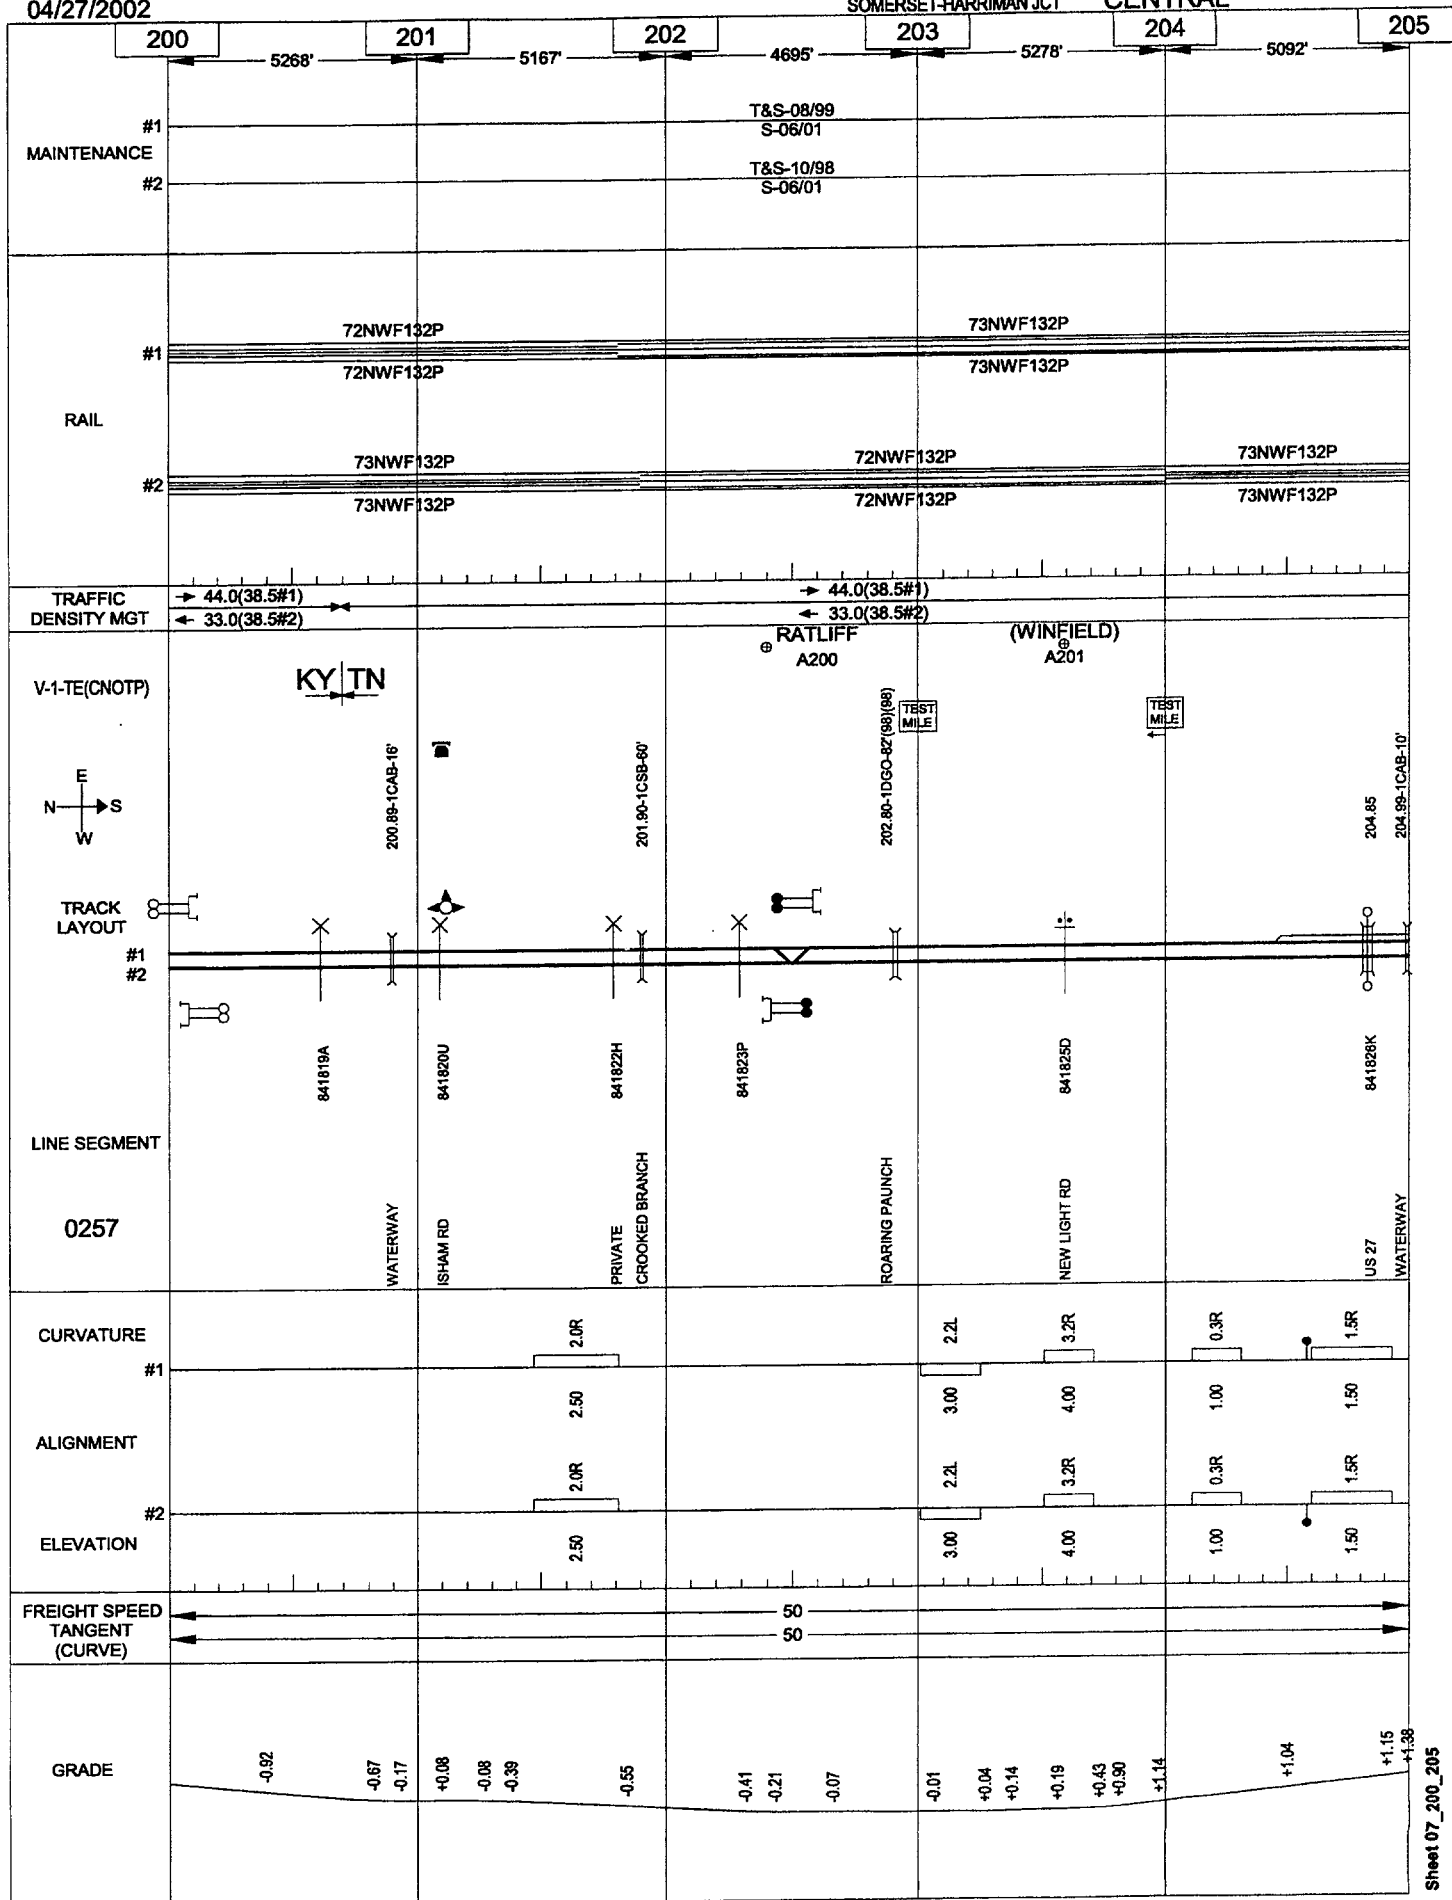 04/27/2002 SOMERSET-HARRIMAN JCT CENTRAL
200 201 202 203 204 205
5268' 5167' 4695' 5278' 5092'
T&S-08/99
#1
S-06/01
MAINTENANCE
T&S-10/98
#2
S-06/01
72NWF132P 73NWF132P
#1
72NWF132P 73NWF132P
RAIL
73NWF132P 72NWF132P 73NWF132P
#2
73NWF132P 72NWF132P 73NWF132P
TRAFFIC
DENSITY MGT
44.0(38.5#1) 44.0(38.5#1)
33.0(38.5#2) 33.0(38.5#2)
RATLIFF (WINFIELD)
A200 A201
V-1-TE(CNOTP)
KY TN
TEST
MILE
TEST
MILE
E
N S
W
200.89-1CAB-16'
201.90-1CSB-60'
202.80-1DGO-82'(98)(98)
204.85
204.99-1CAB-10'
TRACK
LAYOUT
#1
#2
841819A
841820U
841822H
841823P
841825D
841826K
LINE SEGMENT
0257
WATERWAY
ISHAM RD
PRIVATE
CROOKED BRANCH
ROARING PAUNCH
NEW LIGHT RD
US 27
WATERWAY
CURVATURE
2.0R 2.2L 3.2R 0.3R 1.5R
#1
2.50 3.00 4.00 1.00 1.50
ALIGNMENT
2.0R 2.2L 3.2R 0.3R 1.5R
#2
ELEVATION
2.50 3.00 4.00 1.00 1.50
FREIGHT SPEED
TANGENT
(CURVE)
50
50
GRADE
-0.92 -0.67 -0.17 +0.08 -0.08 -0.39 -0.55 -0.41 -0.21 -0.07 -0.01 +0.04 +0.14 +0.19 +0.43 +0.90 +1.14 +1.04 +1.15 +1.38
Sheet 07_200_205